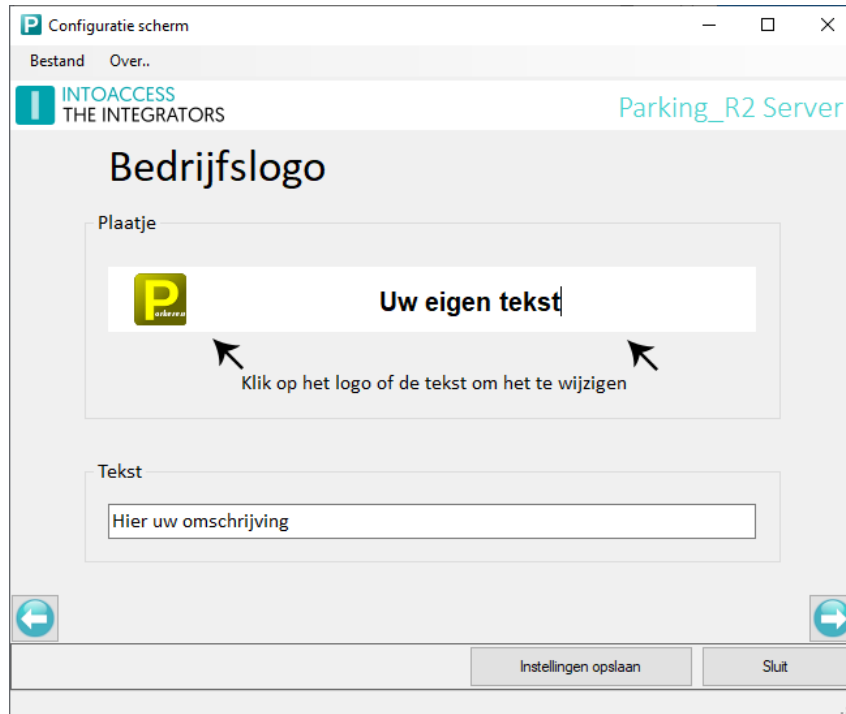 Configuratie scherm
Bestand Over..
INTOACCESS
THE INTEGRATORS
Parking_R2 Server
Bedrijfslogo
Plaatje
Parkeren
Uw eigen tekst
Klik op het logo of de tekst om het te wijzigen
Tekst
Hier uw omschrijving
Instellingen opslaan Sluit